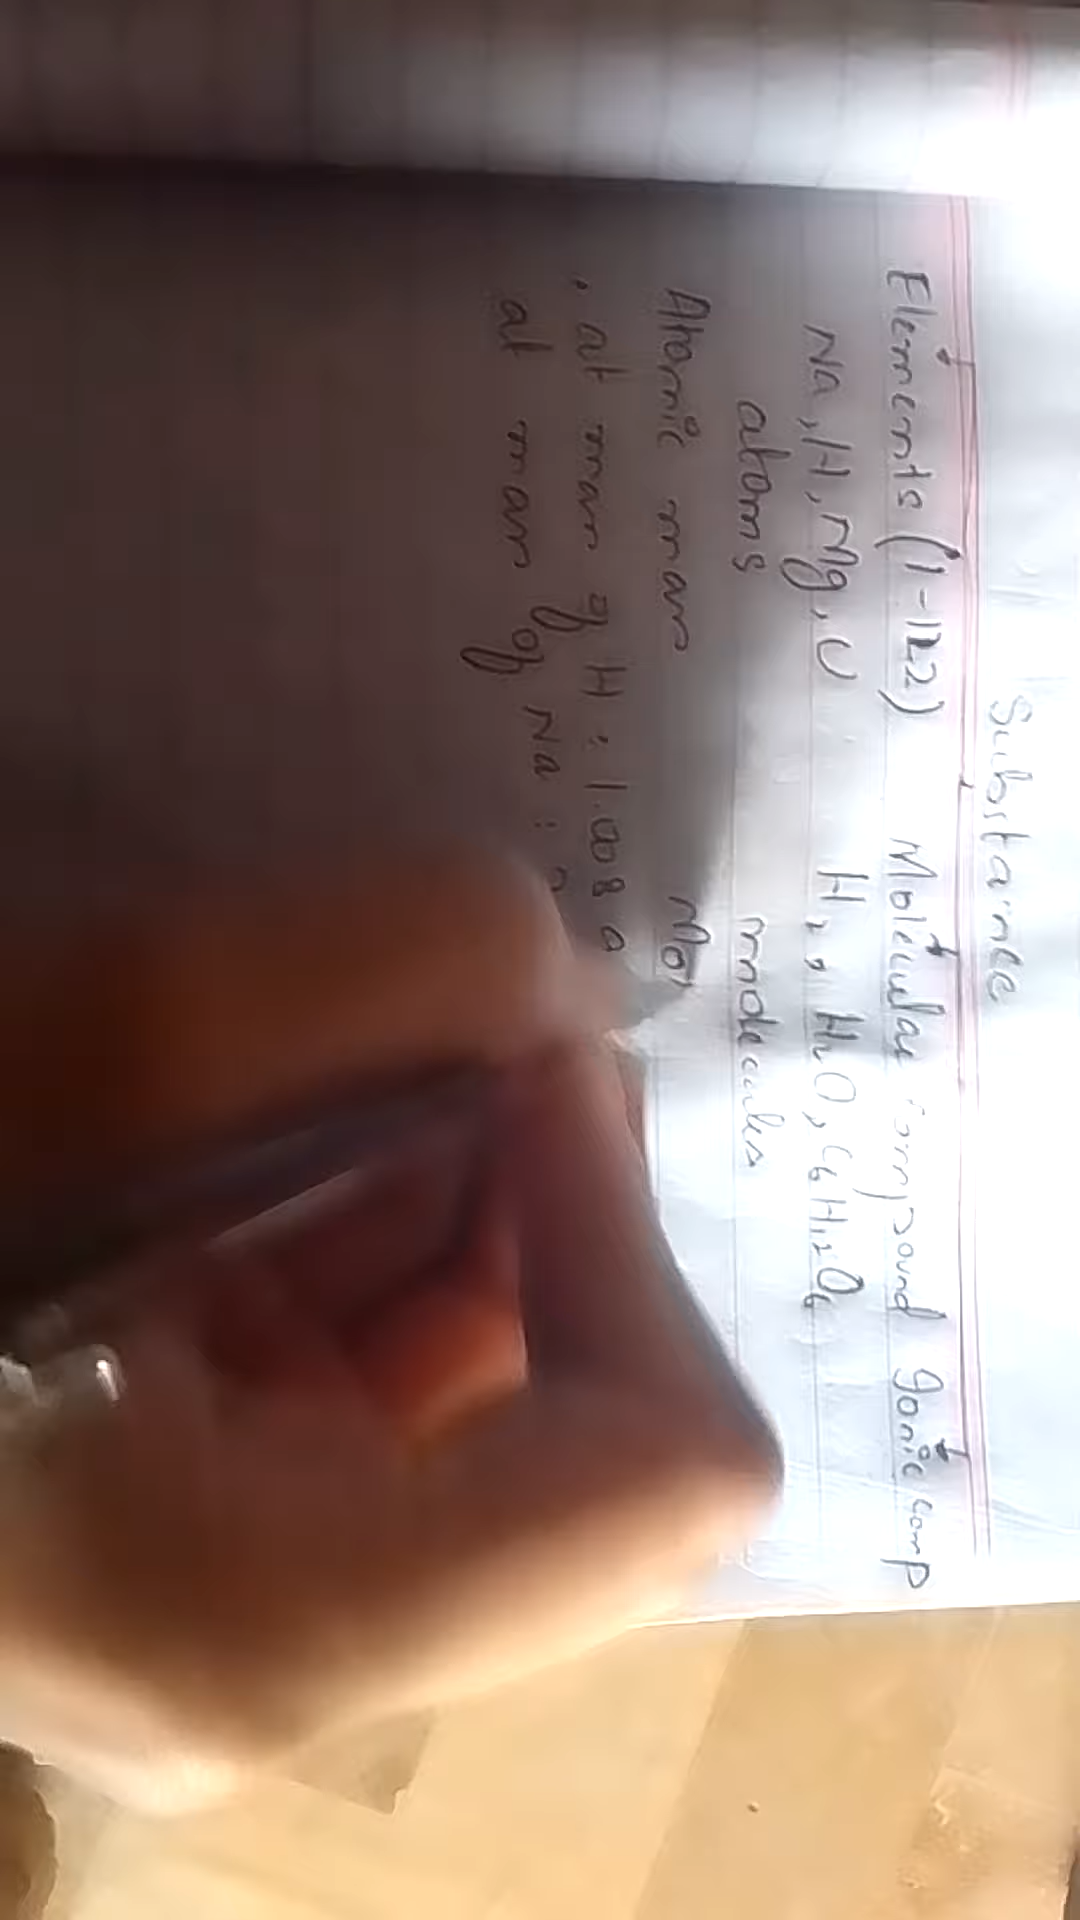 Substance
Elements (1-122) Molecular compound Ionic comp
Na, H, Mg, U H2, H2O, C6H12O6
atoms molecules
Atomic mass Mol
. at mass of H : 1.008 a
at mass of Na :